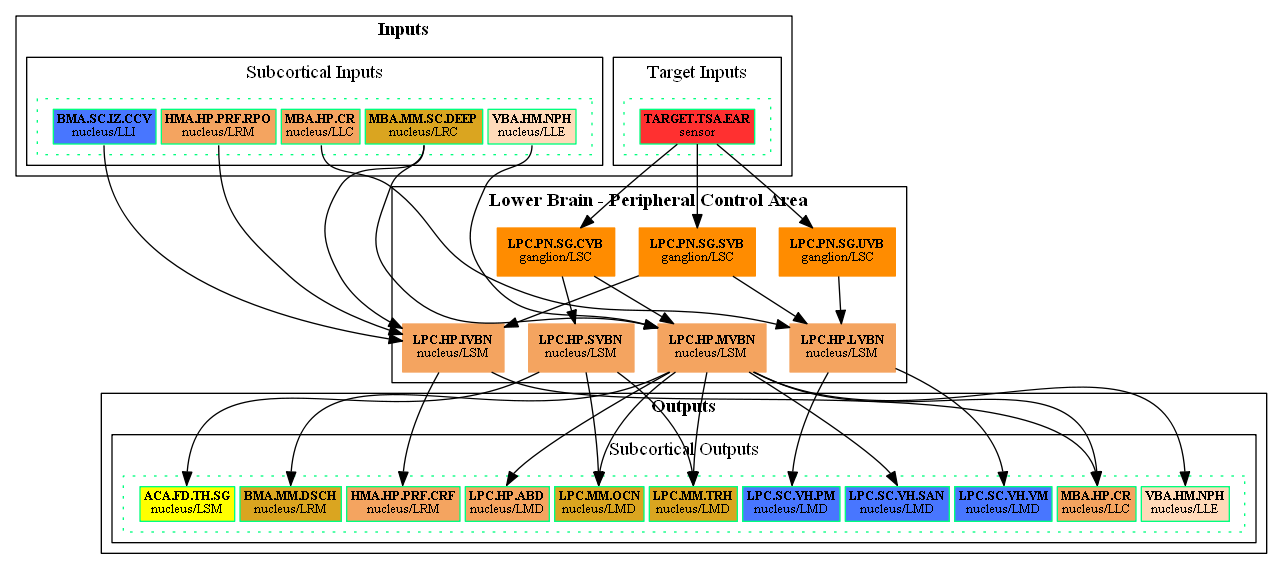 Inputs
Subcortical Inputs
Target Inputs
BMA.SC.IZ.CCV
nucleus/LLI
HMA.HP.PRF.RPO
nucleus/LRM
MBA.HP.CR
nucleus/LLC
MBA.MM.SC.DEEP
nucleus/LRC
VBA.HM.NPH
nucleus/LLE
TARGET.TSA.EAR
sensor
Lower Brain - Peripheral Control Area
LPC.PN.SG.CVB
ganglion/LSC
LPC.PN.SG.SVB
ganglion/LSC
LPC.PN.SG.UVB
ganglion/LSC
LPC.HP.IVBN
nucleus/LSM
LPC.HP.SVBN
nucleus/LSM
LPC.HP.MVBN
nucleus/LSM
LPC.HP.LVBN
nucleus/LSM
Outputs
Subcortical Outputs
ACA.FD.TH.SG
nucleus/LSM
BMA.MM.DSCH
nucleus/LRM
HMA.HP.PRF.CRF
nucleus/LRM
LPC.HP.ABD
nucleus/LMD
LPC.MM.OCN
nucleus/LMD
LPC.MM.TRH
nucleus/LMD
LPC.SC.VH.PM
nucleus/LMD
LPC.SC.VH.SAN
nucleus/LMD
LPC.SC.VH.VM
nucleus/LMD
MBA.HP.CR
nucleus/LLC
VBA.HM.NPH
nucleus/LLE